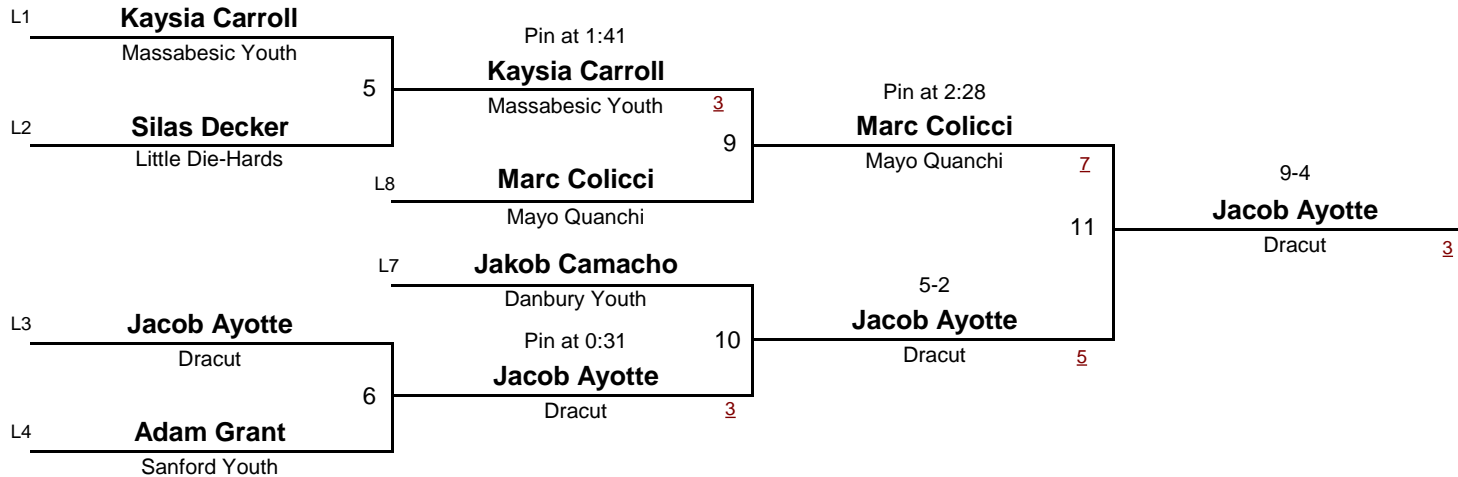 L1
Kaysia Carroll
Massabesic Youth
5
L2
Silas Decker
Little Die-Hards
Pin at 1:41
Kaysia Carroll
Massabesic Youth
3
9
L8
Marc Colicci
Mayo Quanchi
Pin at 2:28
Marc Colicci
Mayo Quanchi
7
11
9-4
Jacob Ayotte
Dracut
3
L7
Jakob Camacho
Danbury Youth
10
5-2
Jacob Ayotte
Dracut
5
L3
Jacob Ayotte
Dracut
6
Pin at 0:31
Jacob Ayotte
Dracut
3
L4
Adam Grant
Sanford Youth